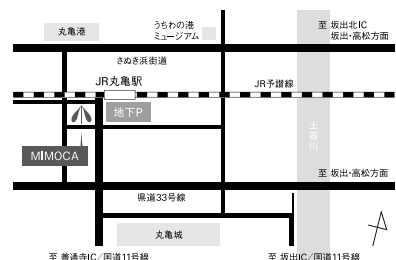 丸亀港
うちわの港
ミュージアム
至 坂出北IC
坂出・高松方面
さぬき浜街道
JR丸亀駅
JR予讃線
地下P
土器川
MIMOCA
至 坂出・高松方面
県道33号線
丸亀城
至 善通寺IC／国道11号線
至 坂出IC／国道11号線